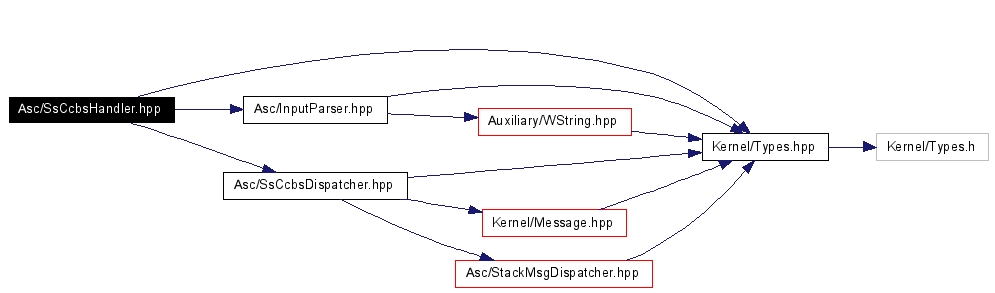 Asc/SsCcbsHandler.hpp
Asc/InputParser.hpp
Auxiliary/WString.hpp
Kernel/Types.hpp
Kernel/Types.h
Asc/SsCcbsDispatcher.hpp
Kernel/Message.hpp
Asc/StackMsgDispatcher.hpp